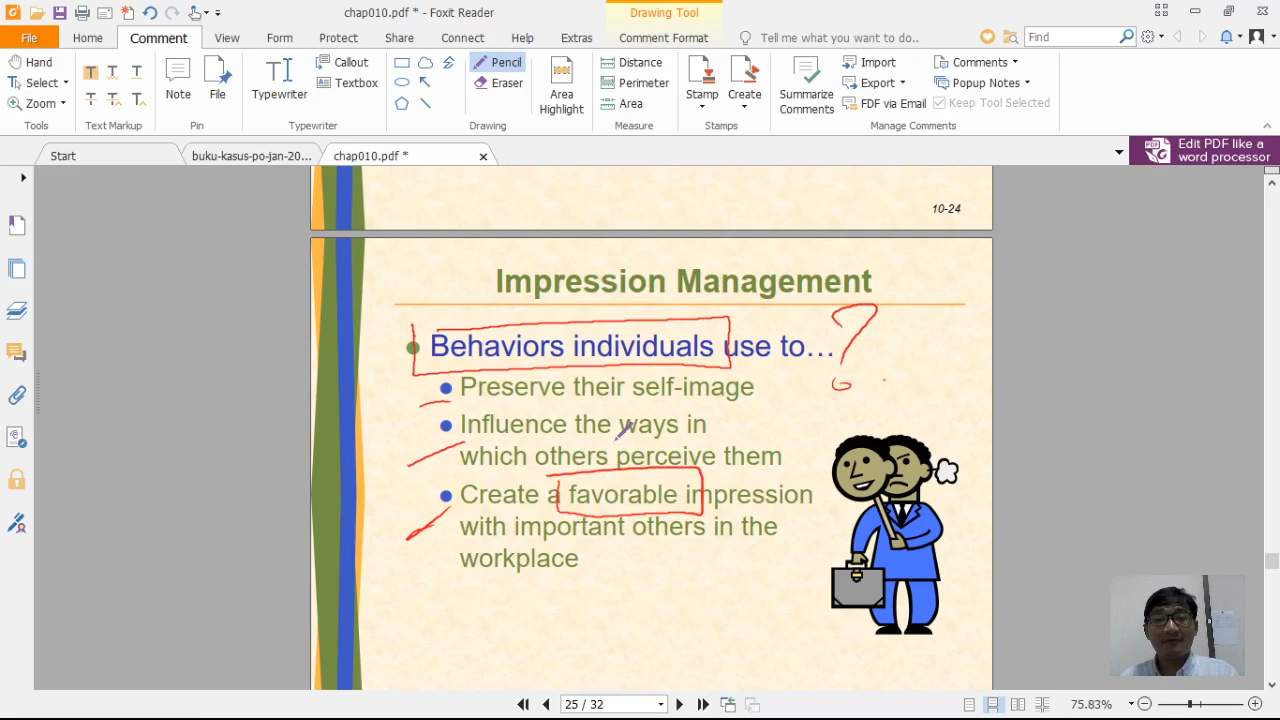 chap010.pdf * - Foxit Reader
Drawing Tool
File
Home
Comment
View
Form
Protect
Share
Connect
Help
Extras
Comment Format
Tell me what you want to do..
Find
Hand
Select
Zoom
Tools
Text Markup
Note
File
Pin
Typewriter
Callout
Textbox
Typewriter
Pencil
Eraser
Drawing
Area Highlight
Distance
Perimeter
Area
Measure
Stamp
Create
Stamps
Summarize Comments
Import
Export
FDF via Email
Comments
Popup Notes
Keep Tool Selected
Manage Comments
Start
buku-kasus-po-jan-20...
chap010.pdf *
Edit PDF like a
word processor
10-24
Impression Management
Behaviors individuals use to…
?
Preserve their self-image
Influence the ways in
which others perceive them
Create a favorable impression
with important others in the
workplace
25 / 32
75.83%